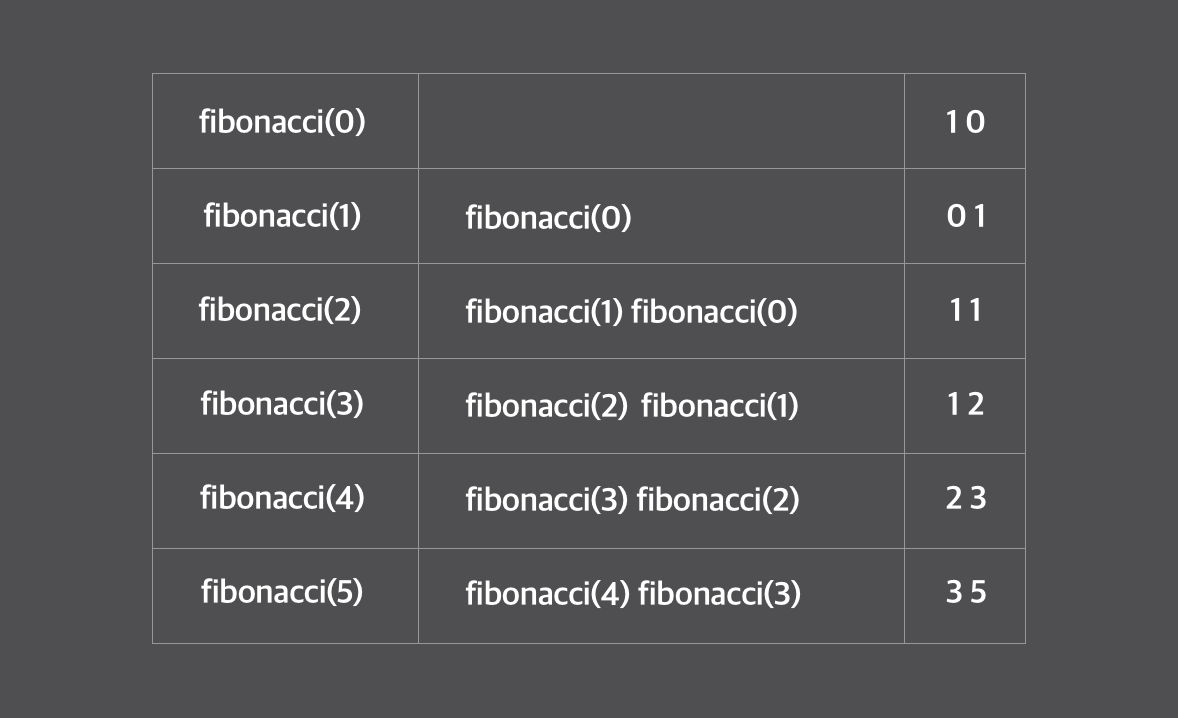 fibonacci(0) 1 0
fibonacci(1) fibonacci(0) 0 1
fibonacci(2) fibonacci(1) fibonacci(0) 1 1
fibonacci(3) fibonacci(2) fibonacci(1) 1 2
fibonacci(4) fibonacci(3) fibonacci(2) 2 3
fibonacci(5) fibonacci(4) fibonacci(3) 3 5